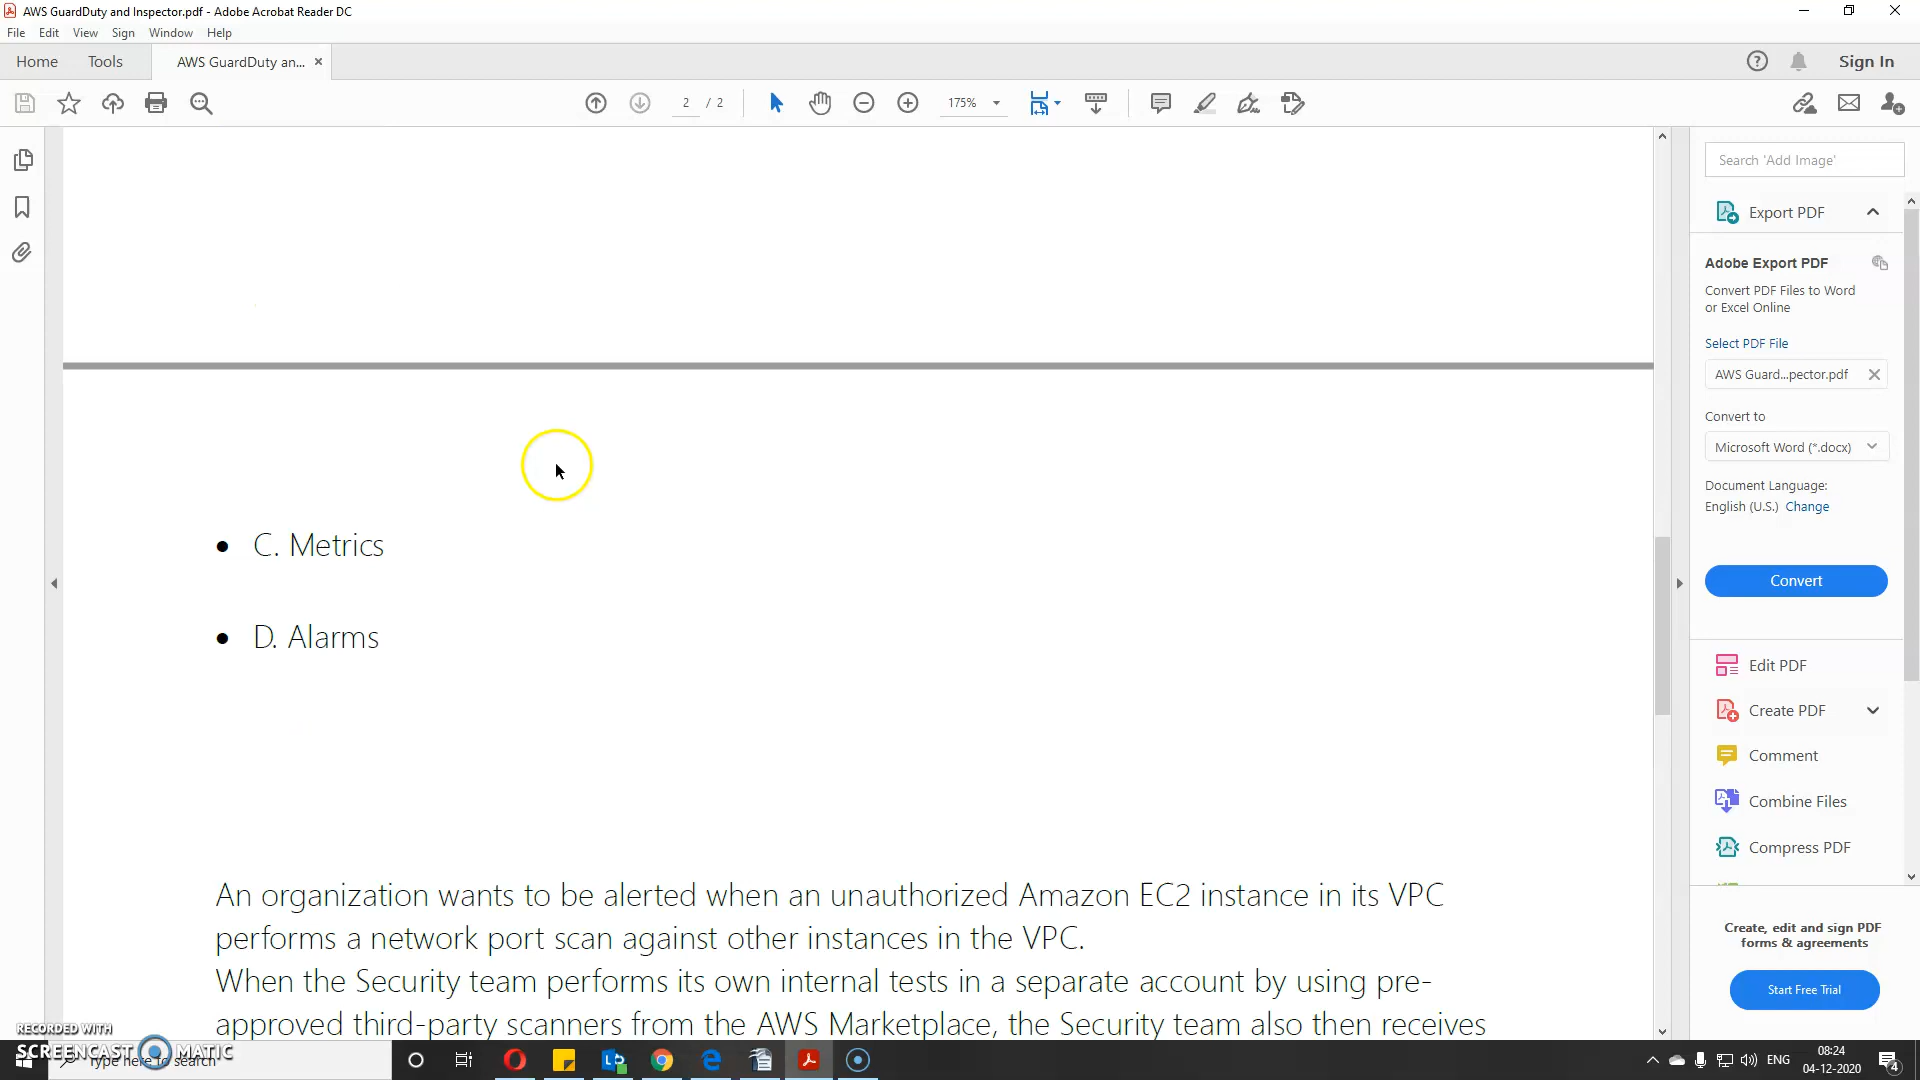 AWS GuardDuty and Inspector.pdf - Adobe Acrobat Reader DC
File Edit View Sign Window Help
Home Tools AWS GuardDuty an... Sign In
2 / 2 175%
Search 'Add Image'
Export PDF
Adobe Export PDF
Convert PDF Files to Word
or Excel Online
Select PDF File
AWS Guard...pector.pdf
Convert to
Microsoft Word (*.docx)
Document Language:
English (U.S.) Change
Convert
Edit PDF
Create PDF
Comment
Combine Files
Compress PDF
Create, edit and sign PDF
forms & agreements
Start Free Trial
• C. Metrics
• D. Alarms
An organization wants to be alerted when an unauthorized Amazon EC2 instance in its VPC
performs a network port scan against other instances in the VPC.
When the Security team performs its own internal tests in a separate account by using pre-
approved third-party scanners from the AWS Marketplace, the Security team also then receives
RECORDED WITH
SCREENCAST MATIC
Type here to search
ENG
08:24
04-12-2020
4